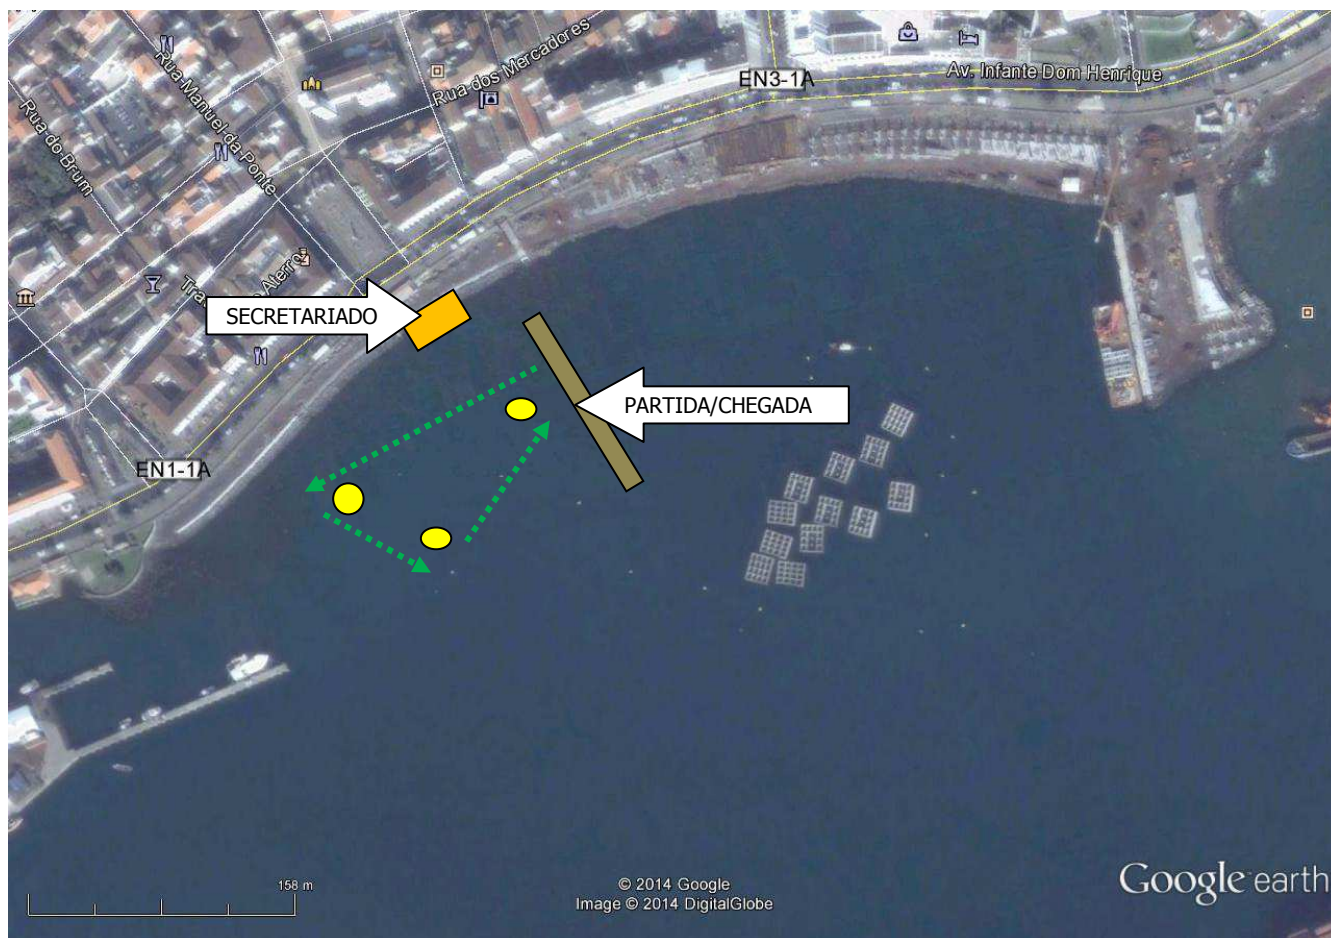 Rua dos Mercadores
Rua Manuel da Ponte
Rua do Brum
EN3-1A
Av. Infante Dom Henrique
Aterro
SECRETARIADO
PARTIDA/CHEGADA
EN1-1A
158 m
© 2014 Google
Image © 2014 DigitalGlobe
Google earth